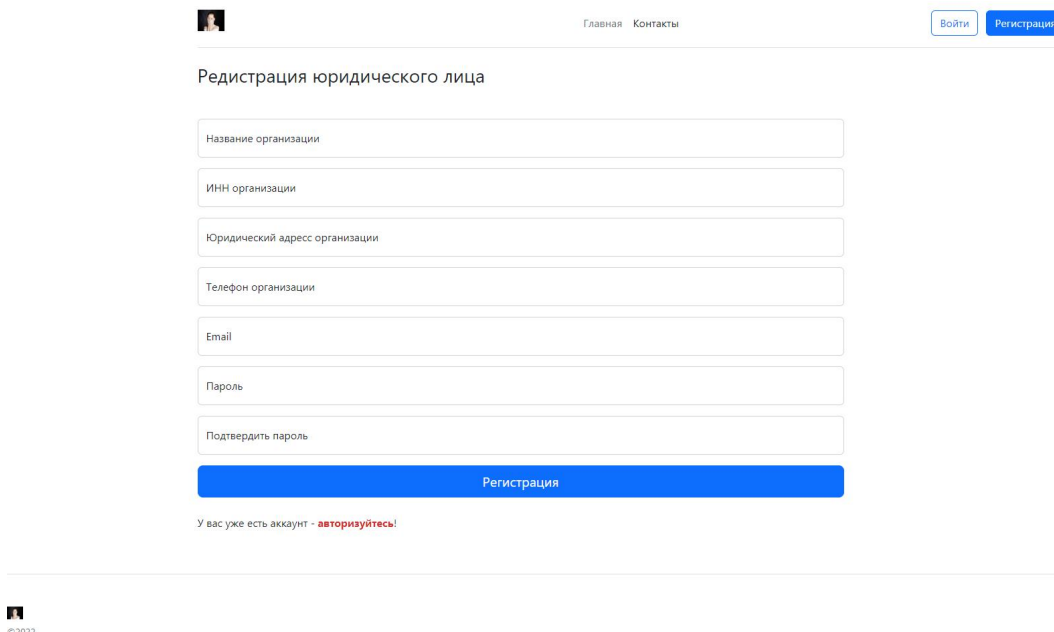 Главная Контакты Войти Регистрация
Редистрация юридического лица
Название организации
ИНН организации
Юридический адресс организации
Телефон организации
Email
Пароль
Подтвердить пароль
Регистрация
У вас уже есть аккаунт - авторизуйтесь!